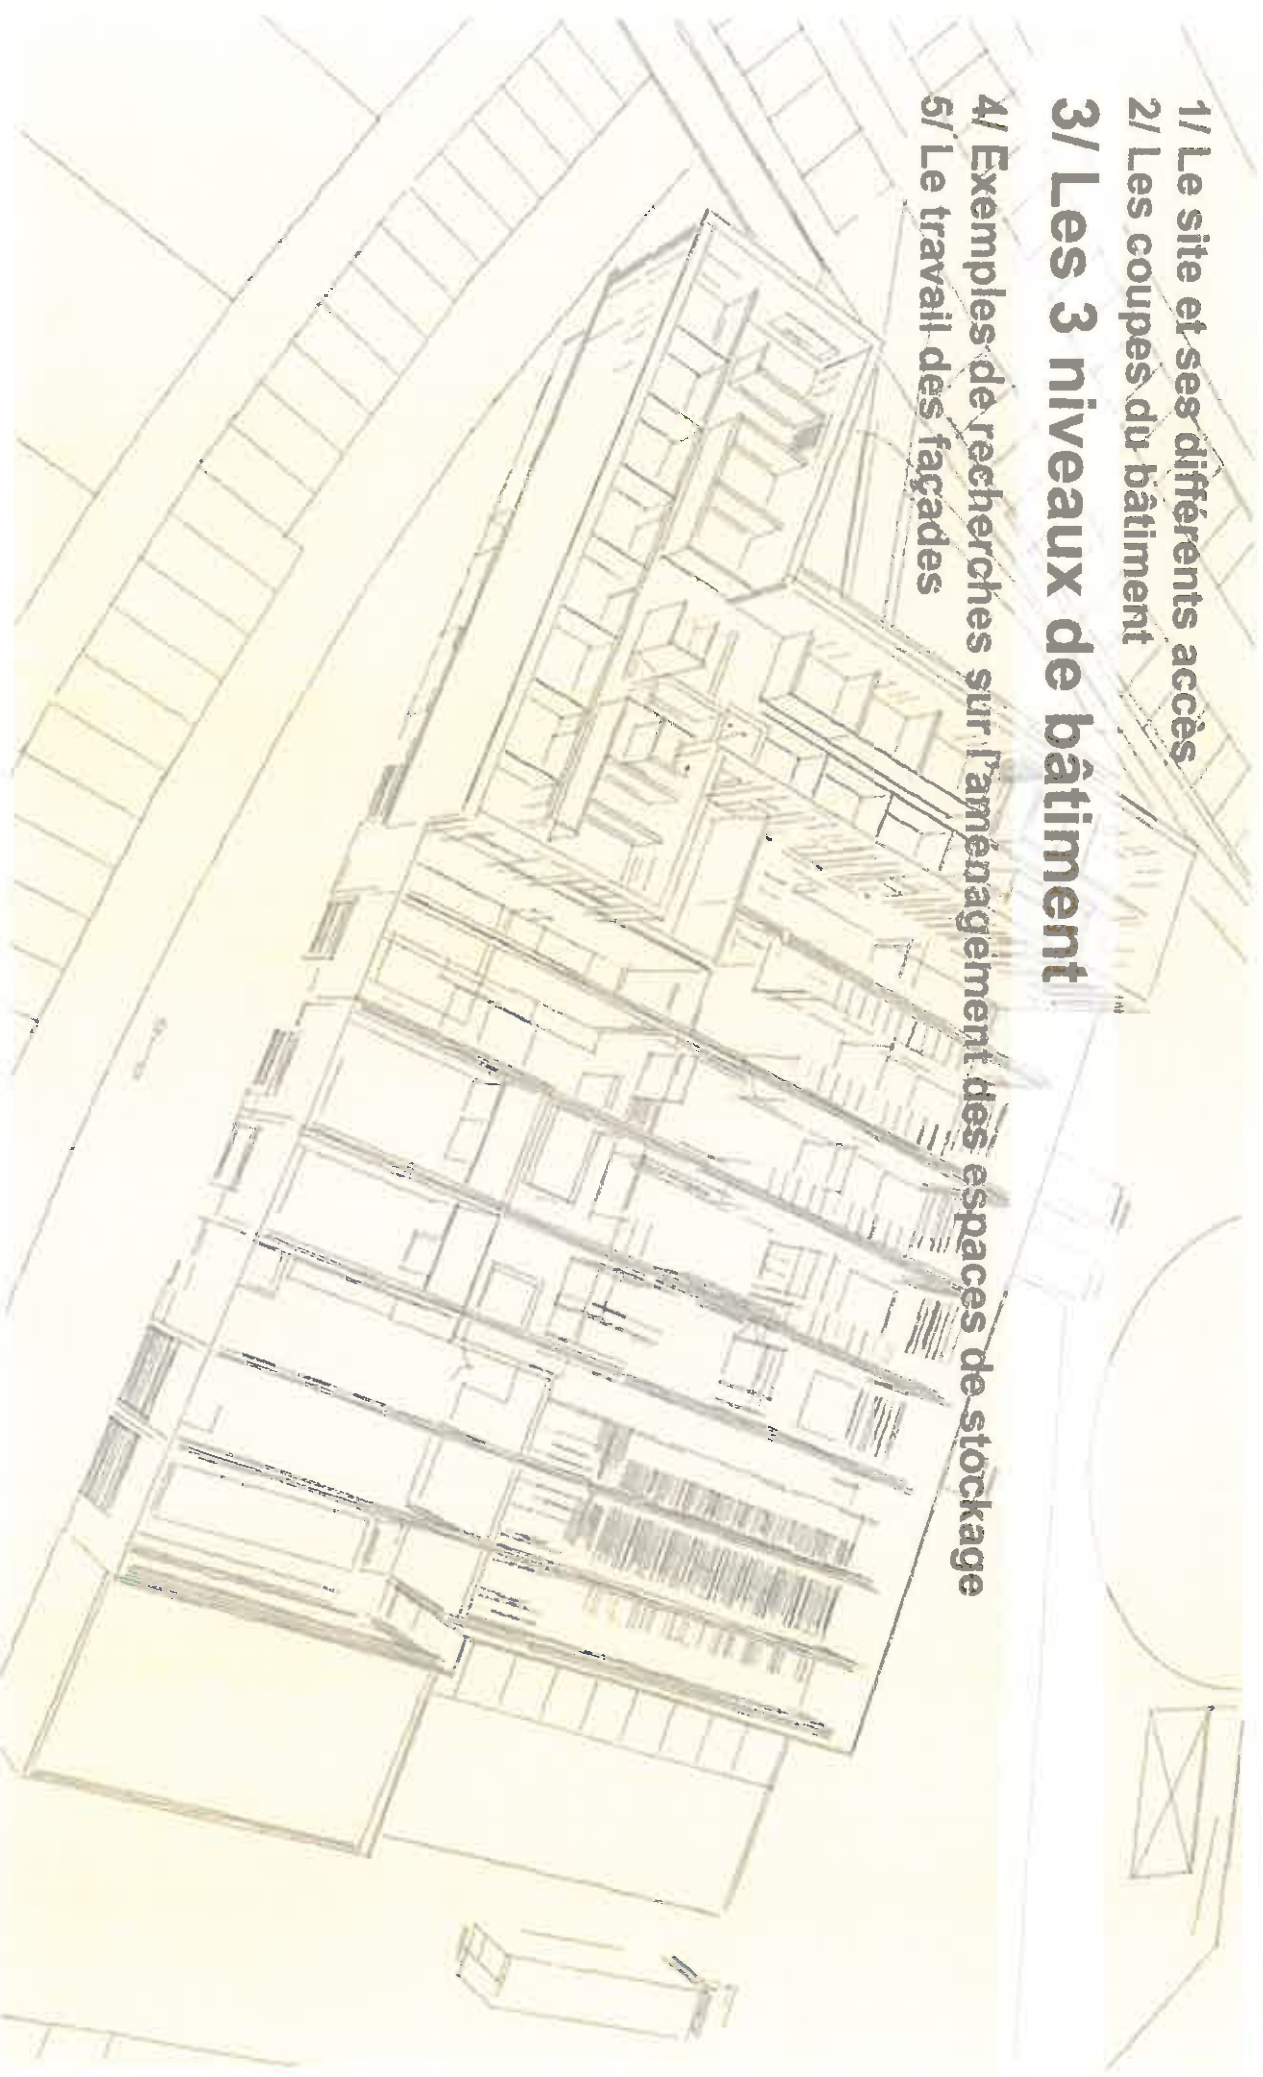 1/ Le site et ses différents accès
2/ Les coupes du bâtiment
3/ Les 3 niveaux de bâtiment
4/ Exemples de recherches sur l'aménagement des espaces de stockage
5/ Le travail des façades